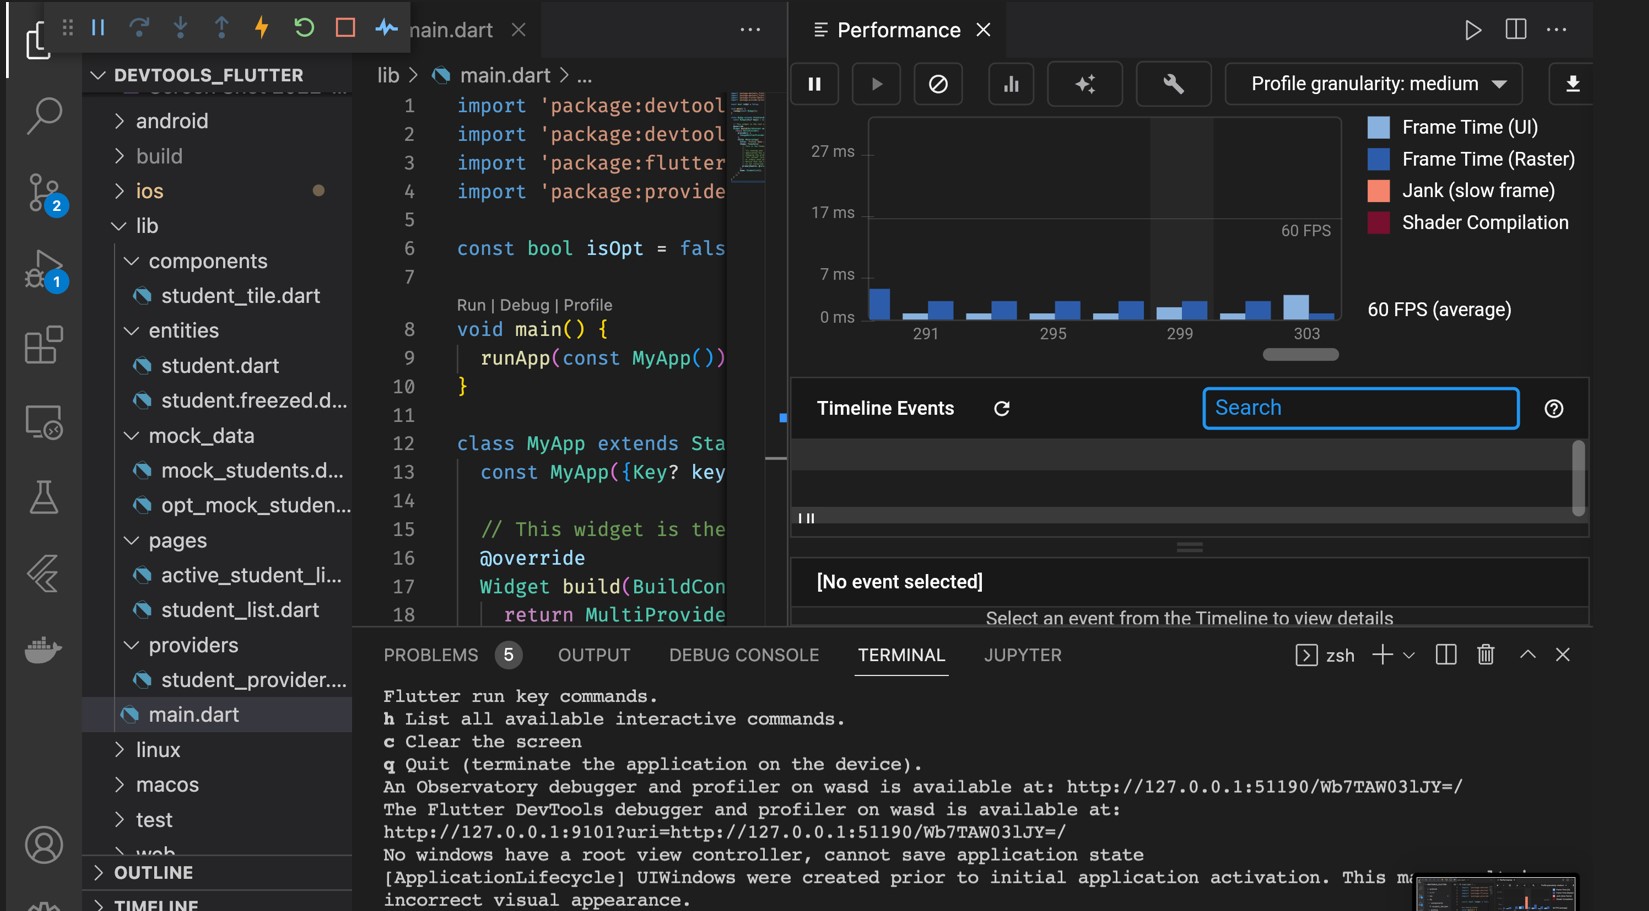 main.dart
Performance
DEVTOOLS_FLUTTER
android
build
ios
lib
components
student_tile.dart
entities
student.dart
student.freezed.d...
mock_data
mock_students.d...
opt_mock_studen...
pages
active_student_li...
student_list.dart
providers
student_provider....
main.dart
linux
macos
test
web
OUTLINE
TIMELINE
2
1
lib > main.dart > ...
1 import 'package:devtool
2 import 'package:devtool
3 import 'package:flutter
4 import 'package:provide
5
6 const bool isOpt = fals
7
Run | Debug | Profile
8 void main() {
9 runApp(const MyApp())
10 }
11
12 class MyApp extends Sta
13 const MyApp({Key? key
14
15 // This widget is the
16 @override
17 Widget build(BuildCon
18 return MultiProvide
Profile granularity: medium
27 ms
17 ms
7 ms
0 ms
60 FPS
291 295 299 303
Frame Time (UI)
Frame Time (Raster)
Jank (slow frame)
Shader Compilation
60 FPS (average)
Timeline Events
Search
[No event selected]
Select an event from the Timeline to view details
PROBLEMS 5 OUTPUT DEBUG CONSOLE TERMINAL JUPYTER zsh
Flutter run key commands.
h List all available interactive commands.
c Clear the screen
q Quit (terminate the application on the device).
An Observatory debugger and profiler on wasd is available at: http://127.0.0.1:51190/Wb7TAW03lJY=/
The Flutter DevTools debugger and profiler on wasd is available at:
http://127.0.0.1:9101?uri=http://127.0.0.1:51190/Wb7TAW03lJY=/
No windows have a root view controller, cannot save application state
[ApplicationLifecycle] UIWindows were created prior to initial application activation. This ma
incorrect visual appearance.